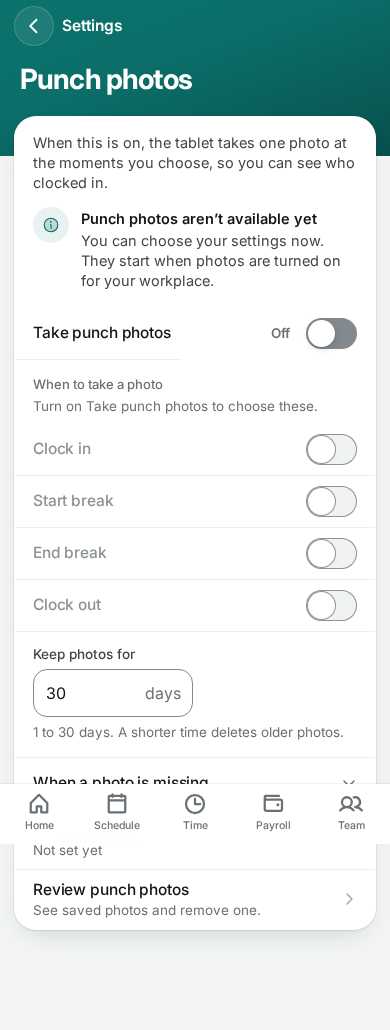 Settings
Punch photos
When this is on, the tablet takes one photo at
the moments you choose, so you can see who
clocked in.
Punch photos aren’t available yet
You can choose your settings now.
They start when photos are turned on
for your workplace.
Take punch photos
Off
When to take a photo
Turn on Take punch photos to choose these.
Clock in
Start break
End break
Clock out
Keep photos for
30 days
1 to 30 days. A shorter time deletes older photos.
When a photo is missing
Home
Schedule
Time
Payroll
Team
Not set yet
Review punch photos
See saved photos and remove one.